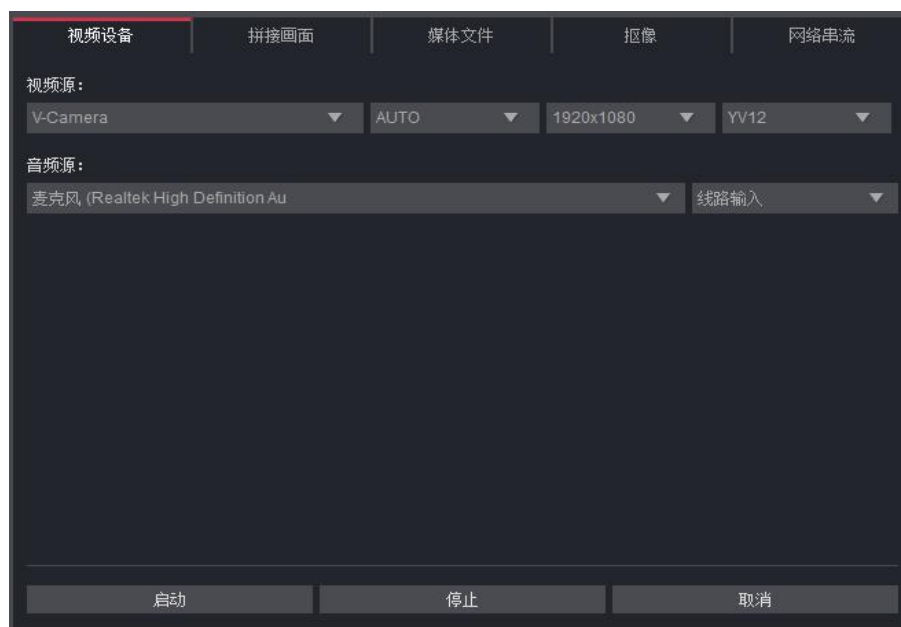 视频设备 拼接画面 媒体文件 抠像 网络串流
视频源：
V-Camera AUTO 1920x1080 YV12
音频源：
麦克风 (Realtek High Definition Au 线路输入
启动 停止 取消